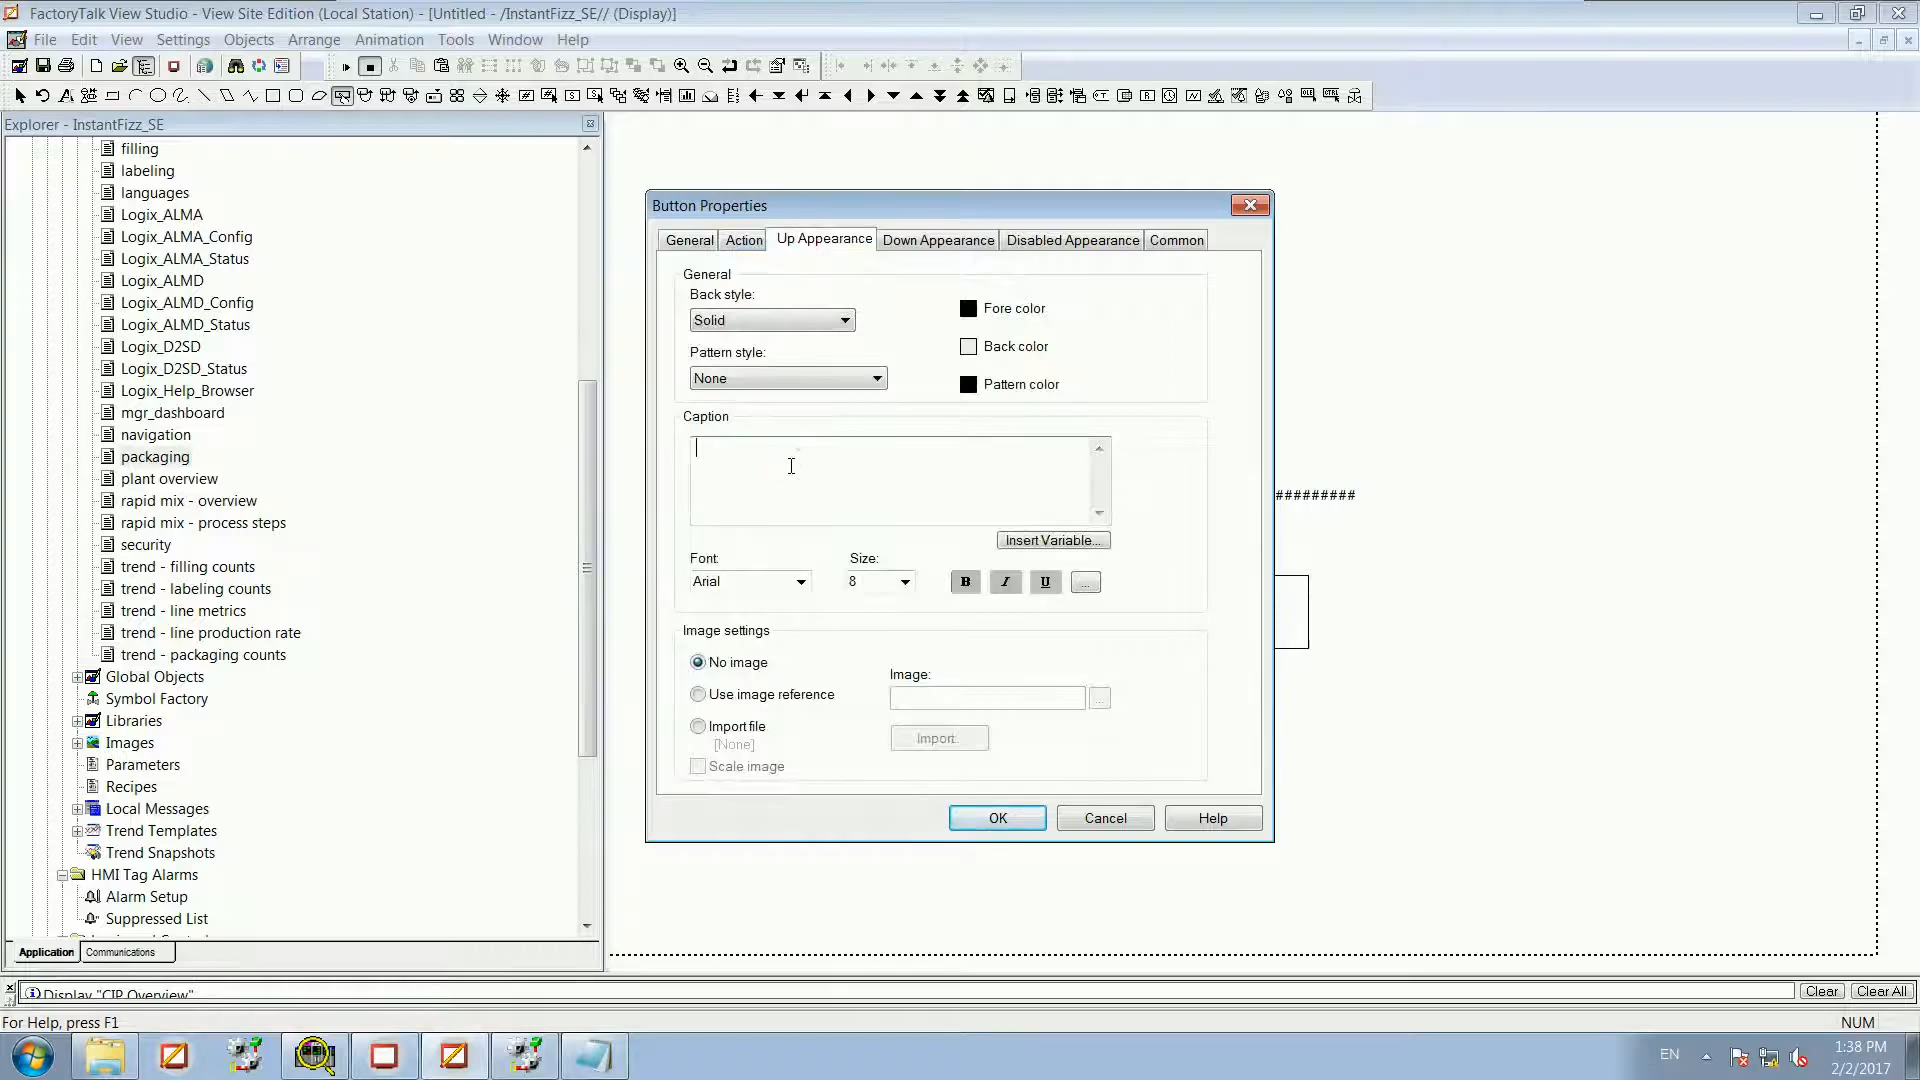 FactoryTalk View Studio - View Site Edition (Local Station) - [Untitled - /InstantFizz_SE// (Display)]
File Edit View Settings Objects Arrange Animation Tools Window Help
Explorer - InstantFizz_SE
filling
labeling
languages
Logix_ALMA
Logix_ALMA_Config
Logix_ALMA_Status
Logix_ALMD
Logix_ALMD_Config
Logix_ALMD_Status
Logix_D2SD
Logix_D2SD_Status
Logix_Help_Browser
mgr_dashboard
navigation
packaging
plant overview
rapid mix - overview
rapid mix - process steps
security
trend - filling counts
trend - labeling counts
trend - line metrics
trend - line production rate
trend - packaging counts
Global Objects
Symbol Factory
Libraries
Images
Parameters
Recipes
Local Messages
Trend Templates
Trend Snapshots
HMI Tag Alarms
Alarm Setup
Suppressed List
Application Communications
Button Properties
General Action Up Appearance Down Appearance Disabled Appearance Common
General
Back style:
Solid
Fore color
Back color
Pattern style:
None
Pattern color
Caption
Insert Variable...
Font: Size:
Arial 8 B I U ...
Image settings
No image
Use image reference
Import file
[None]
Scale image
Image:
...
Import..
OK Cancel Help
#########
Display "CIP Overview"
Clear Clear All
For Help, press F1
NUM
EN
1:38 PM
2/2/2017